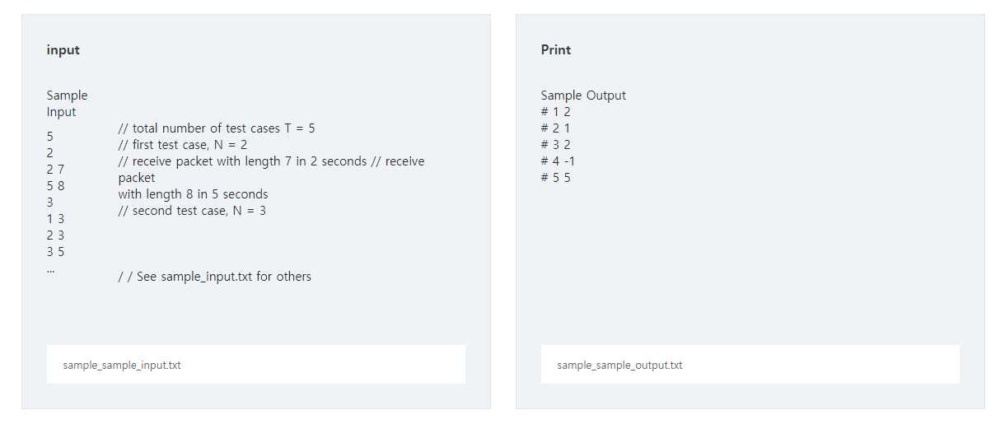 input
Sample
Input
5
2
2 7
5 8
3
1 3
2 3
3 5
...
// total number of test cases T = 5
// first test case, N = 2
// receive packet with length 7 in 2 seconds // receive
packet
with length 8 in 5 seconds
// second test case, N = 3
/ / See sample_input.txt for others
sample_sample_input.txt
Print
Sample Output
# 1 2
# 2 1
# 3 2
# 4 -1
# 5 5
sample_sample_output.txt